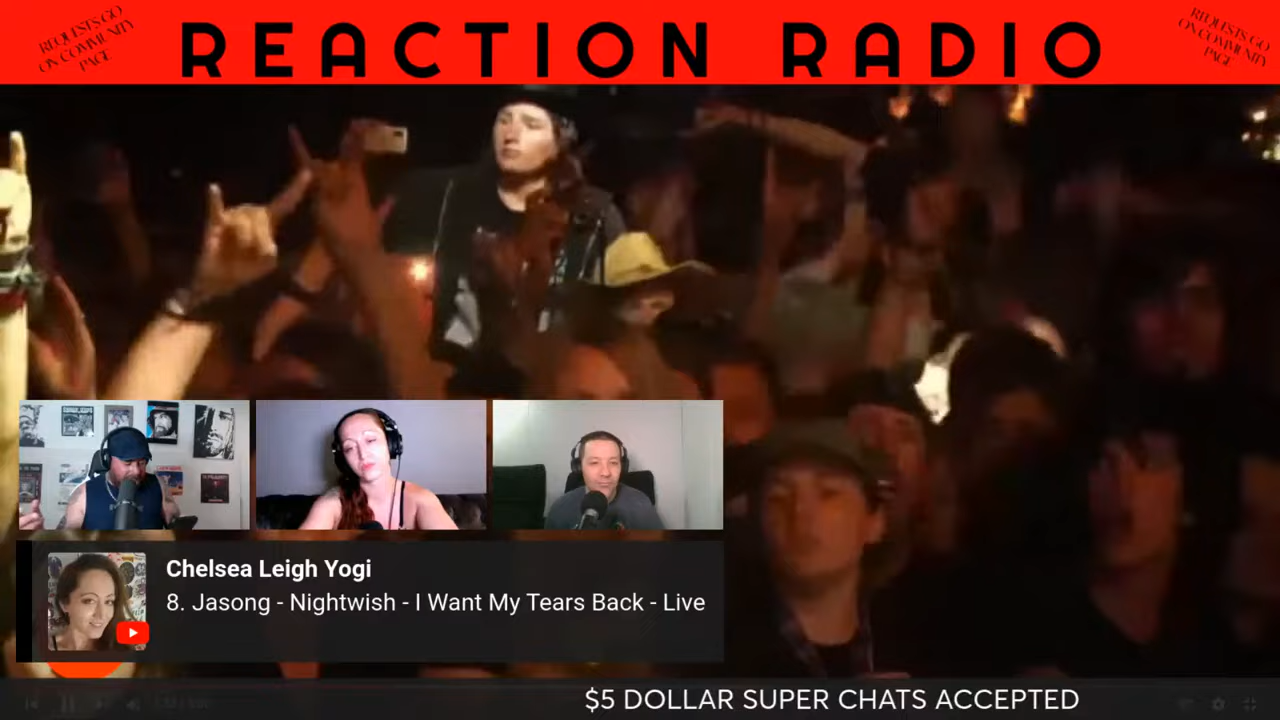 REQUESTS GO
ON COMMUNITY
PAGE
REACTION RADIO
REQUESTS GO
ON COMMUNITY
PAGE
Chelsea Leigh Yogi
8. Jasong - Nightwish - I Want My Tears Back - Live
$5 DOLLAR SUPER CHATS ACCEPTED